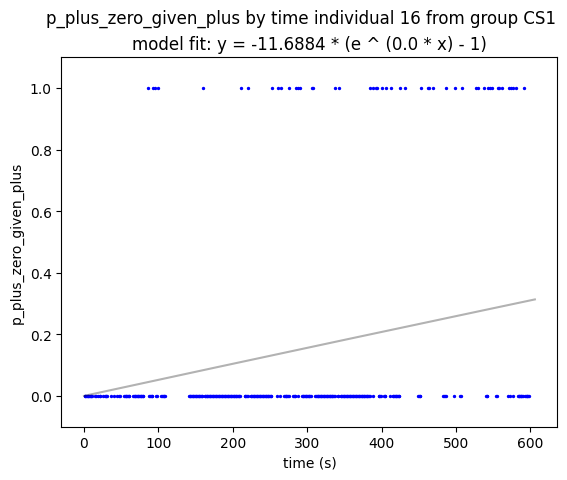 p_plus_zero_given_plus by time individual 16 from group CS1
model fit: y = -11.6884 * (e ^ (0.0 * x) - 1)
1.0
0.8
0.6
0.4
0.2
0.0
p_plus_zero_given_plus
0 100 200 300 400 500 600
time (s)